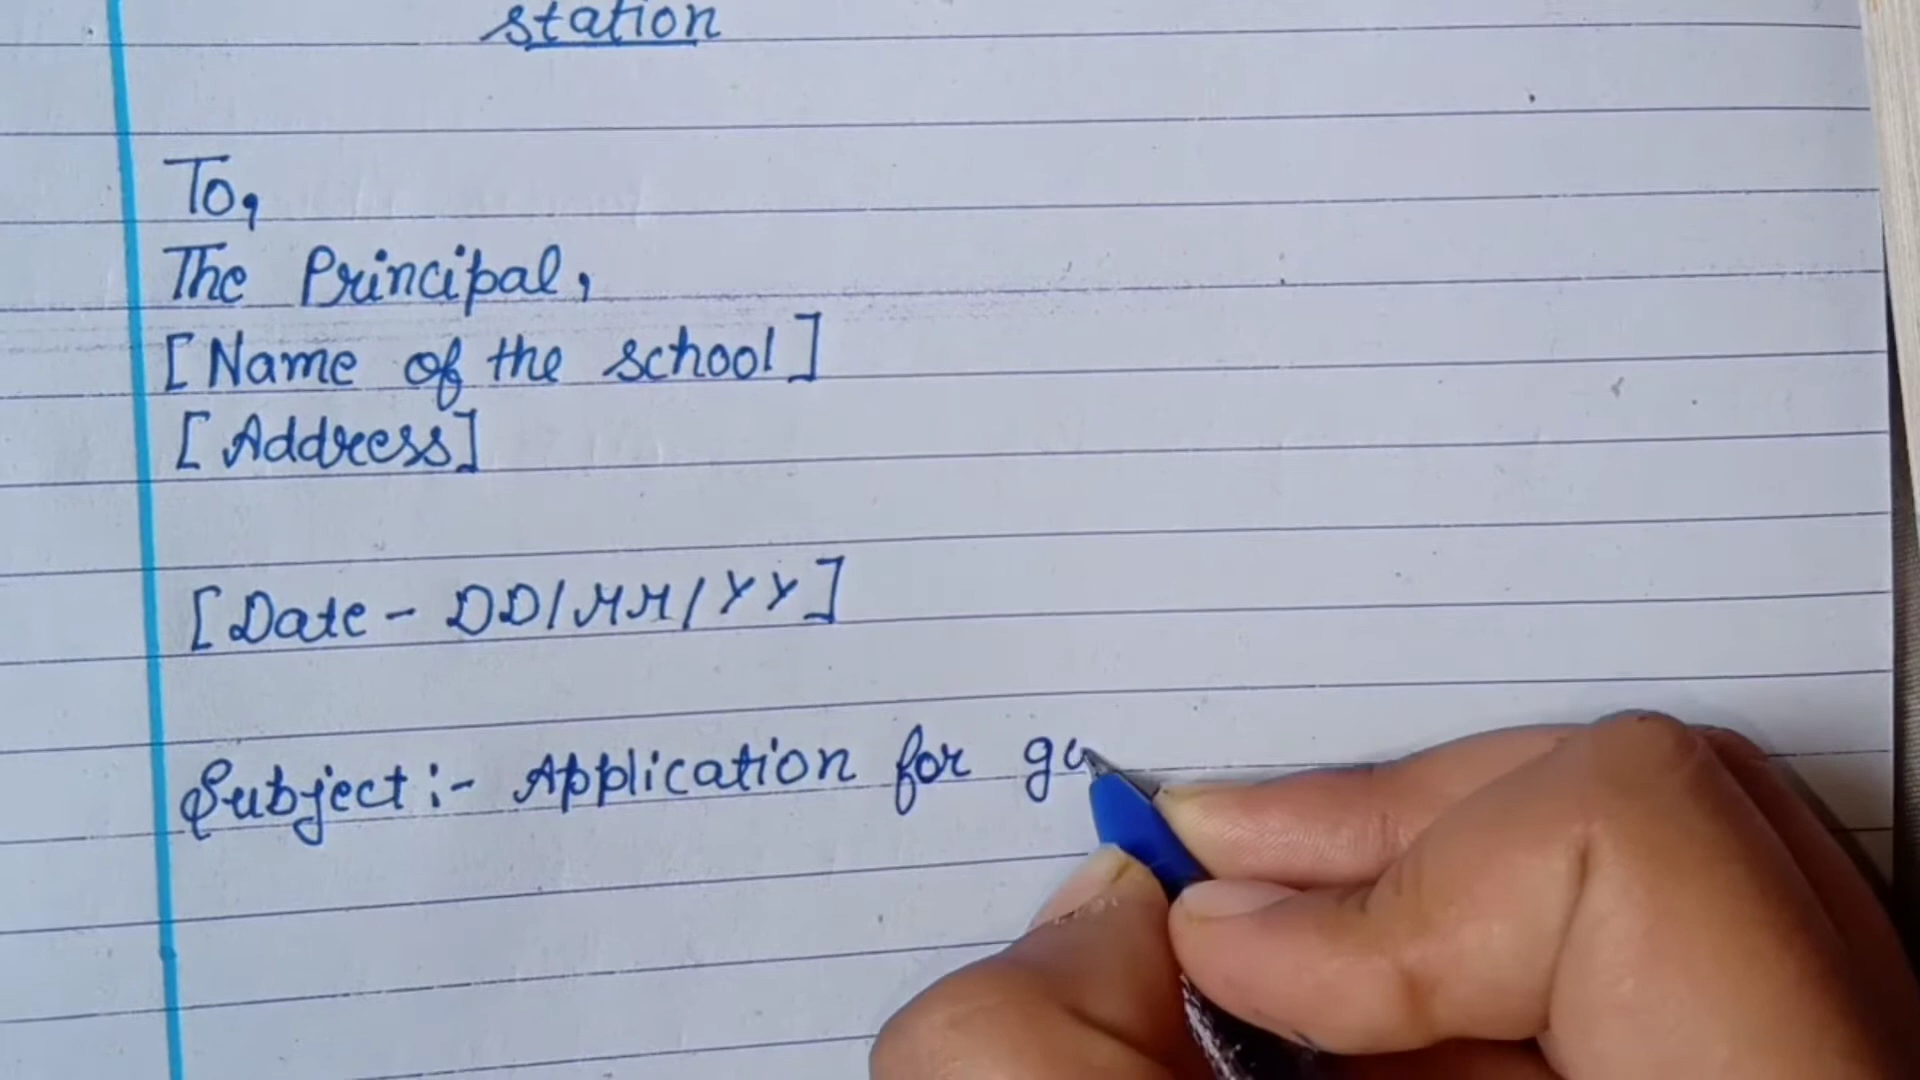 station
To,
The Principal,
[Name of the school]
[Address]
[Date - DD/MM/YY]
Subject:- Application for